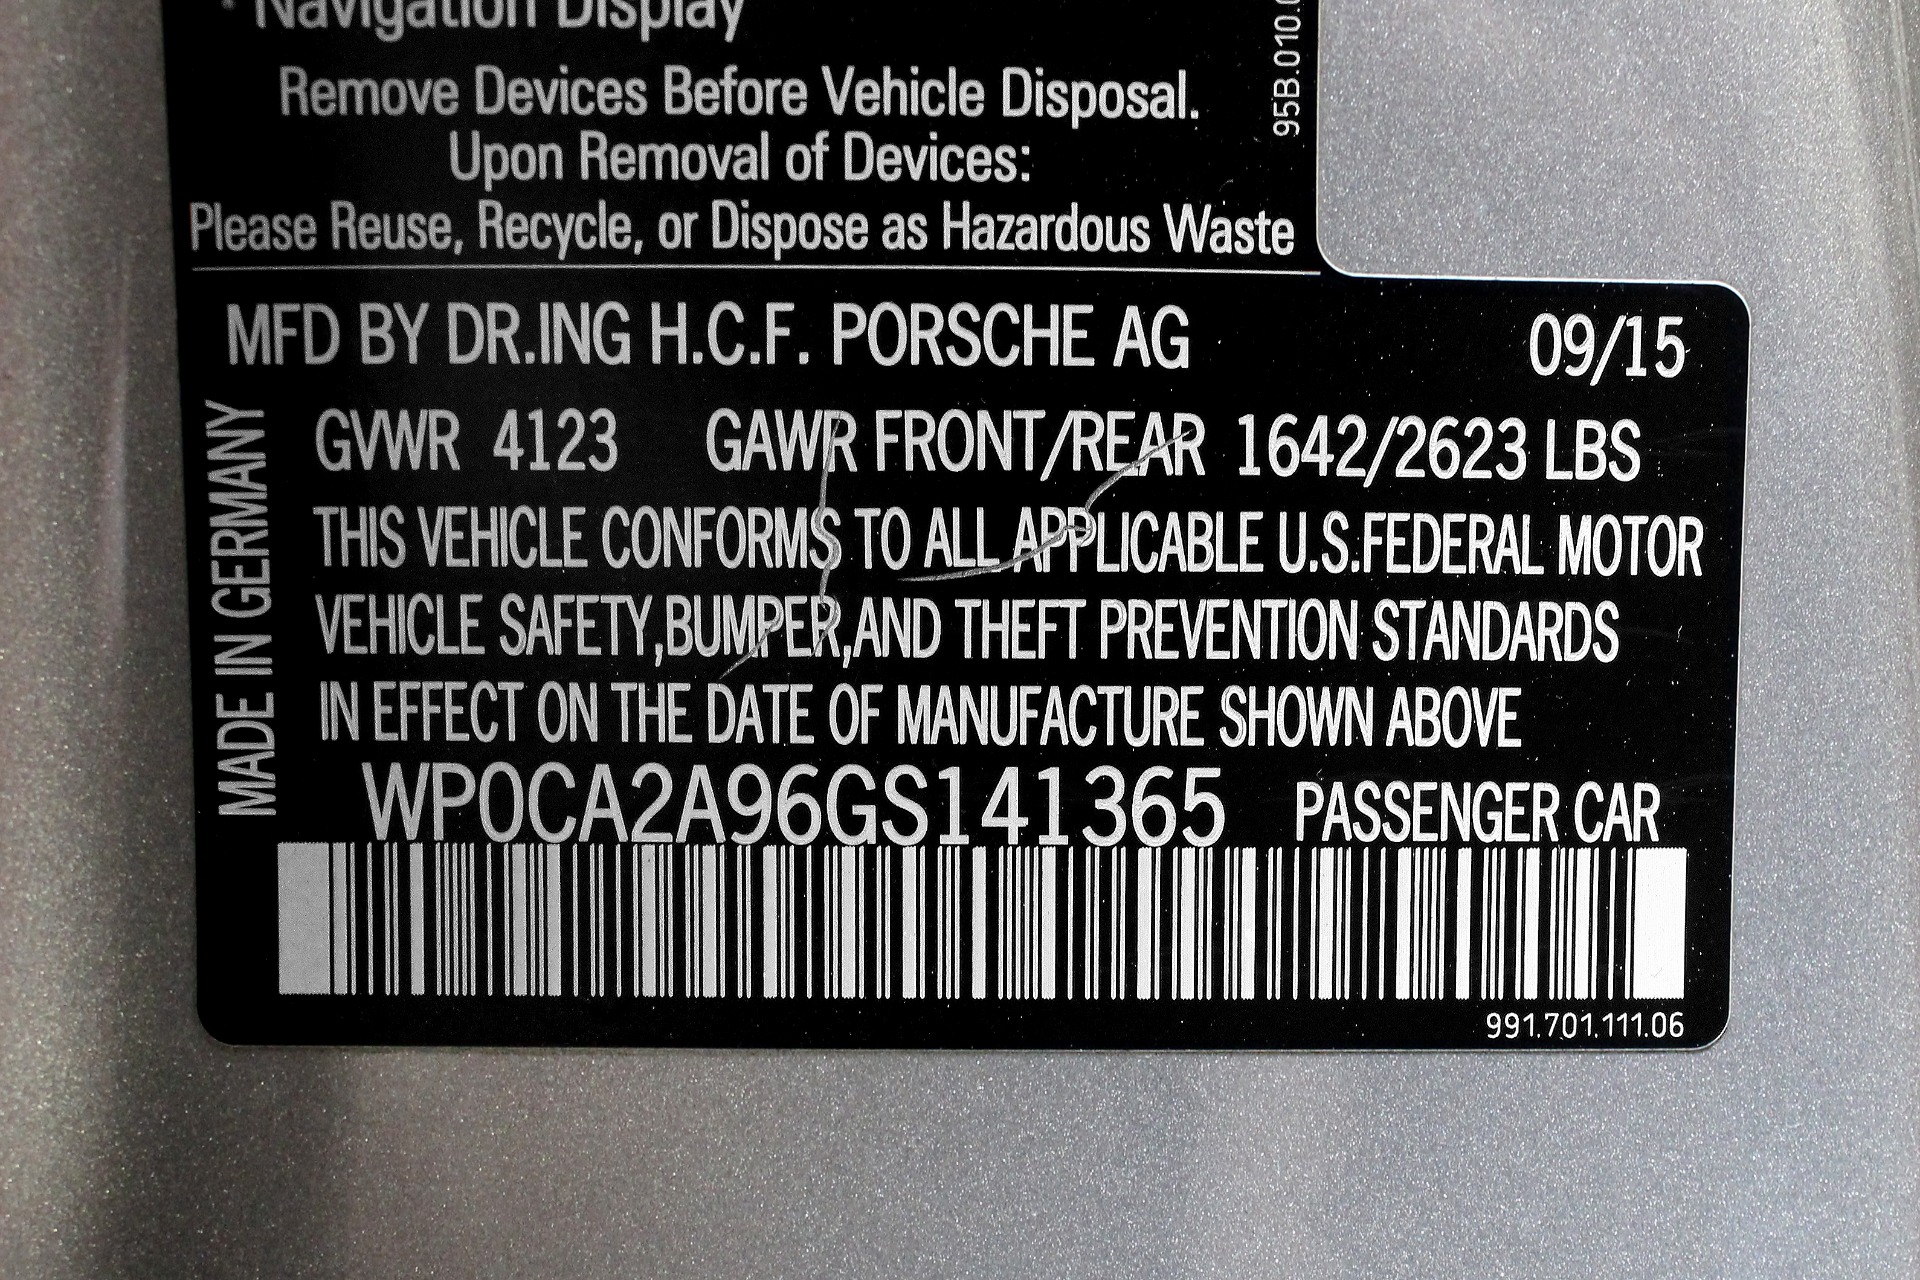 · Navigation Display
Remove Devices Before Vehicle Disposal.
Upon Removal of Devices:
Please Reuse, Recycle, or Dispose as Hazardous Waste
95B.010.
MFD BY DR.ING H.C.F. PORSCHE AG 09/15
MADE IN GERMANY
GVWR 4123 GAWR FRONT/REAR 1642/2623 LBS
THIS VEHICLE CONFORMS TO ALL APPLICABLE U.S.FEDERAL MOTOR
VEHICLE SAFETY,BUMPER,AND THEFT PREVENTION STANDARDS
IN EFFECT ON THE DATE OF MANUFACTURE SHOWN ABOVE
WP0CA2A96GS141365 PASSENGER CAR
991.701.111.06